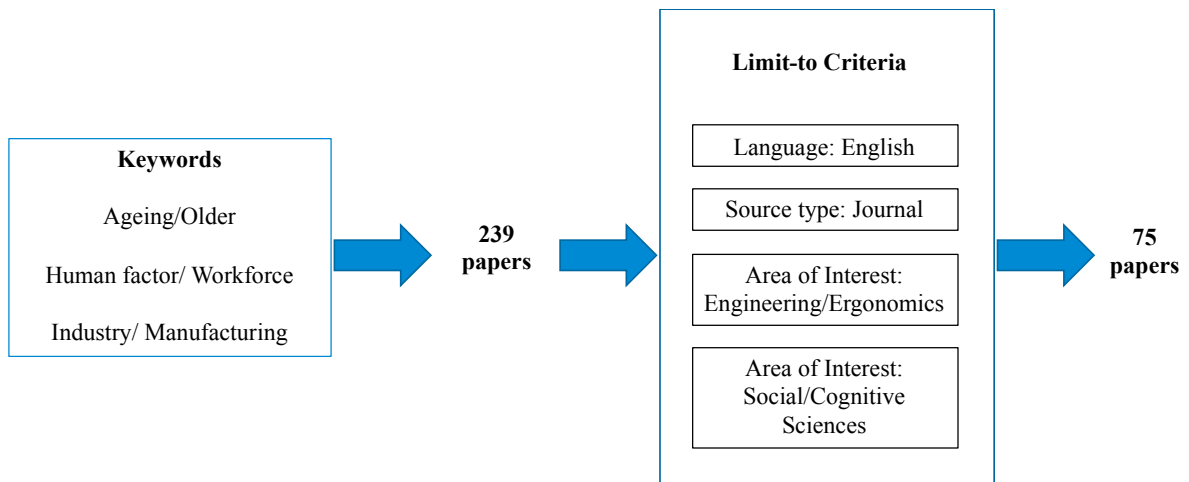 Keywords
Ageing/Older
Human factor/ Workforce
Industry/ Manufacturing
239
papers
Limit-to Criteria
Language: English
Source type: Journal
Area of Interest:
Engineering/Ergonomics
Area of Interest:
Social/Cognitive
Sciences
75
papers